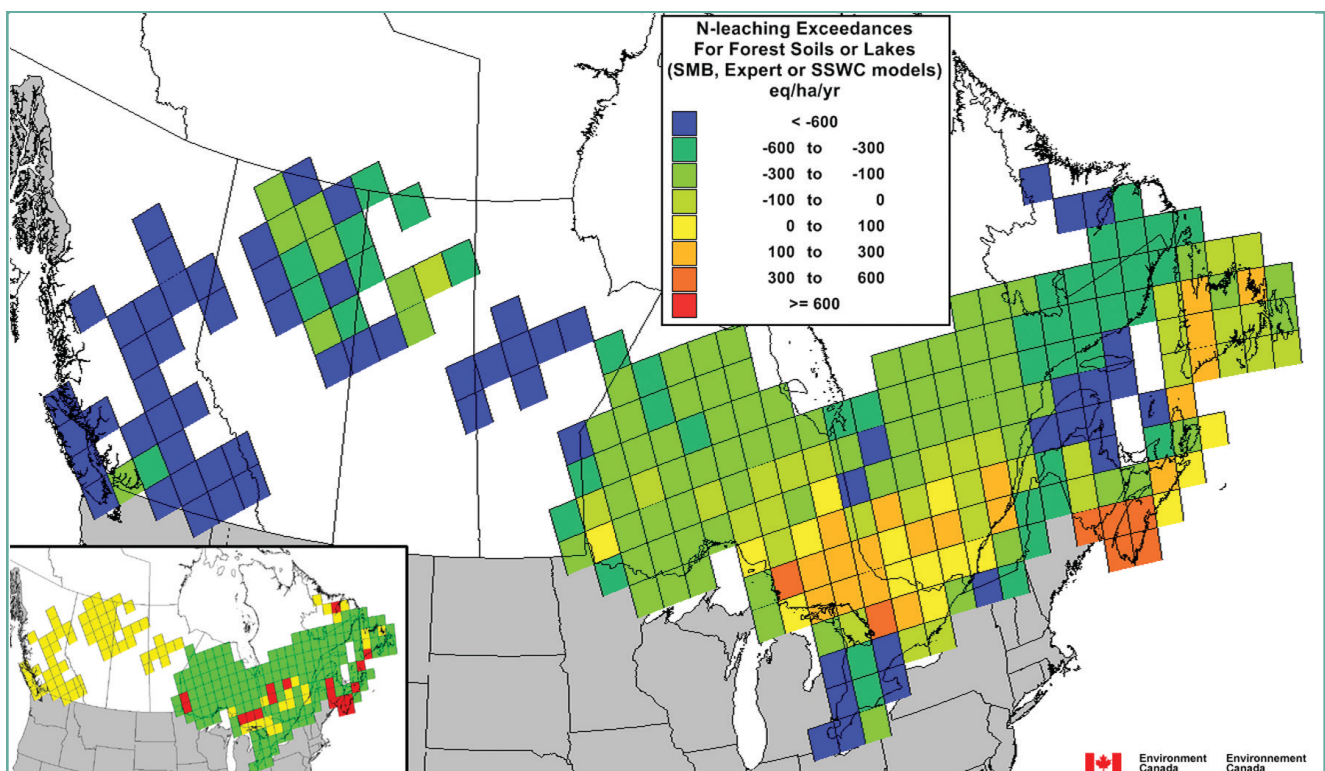 N-leaching Exceedances
For Forest Soils or Lakes
(SMB, Expert or SSWC models)
eq/ha/yr
< -600
-600 to -300
-300 to -100
-100 to 0
0 to 100
100 to 300
300 to 600
>= 600
Environment Environnement
Canada Canada